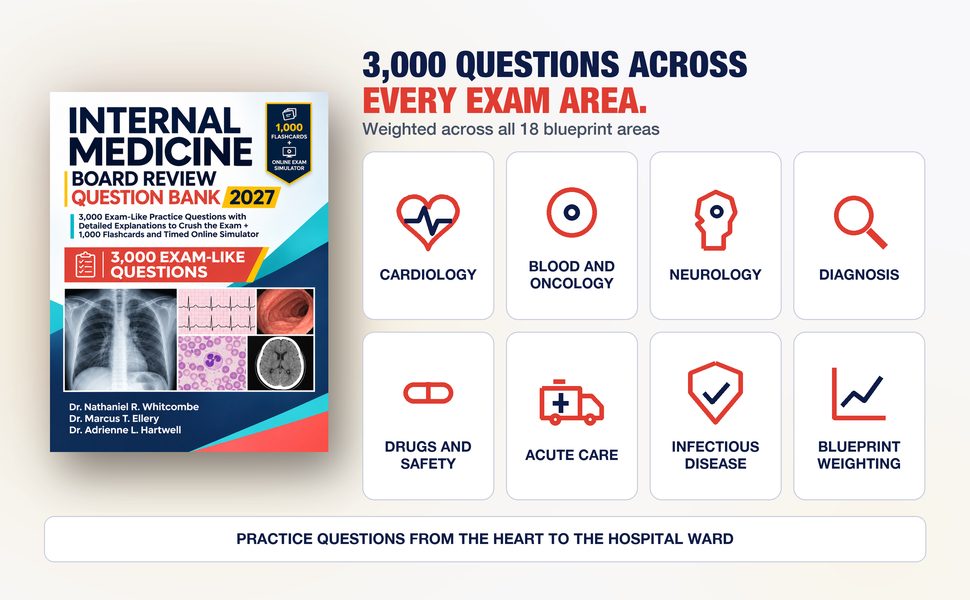 INTERNAL
MEDICINE
BOARD REVIEW
QUESTION BANK 2027
1,000
FLASHCARDS
+
ONLINE EXAM
SIMULATOR
3,000 Exam-Like Practice Questions with
Detailed Explanations to Crush the Exam +
1,000 Flashcards and Timed Online Simulator
3,000 EXAM-LIKE
QUESTIONS
Dr. Nathaniel R. Whitcombe
Dr. Marcus T. Ellery
Dr. Adrienne L. Hartwell
3,000 QUESTIONS ACROSS
EVERY EXAM AREA.
Weighted across all 18 blueprint areas
CARDIOLOGY
BLOOD AND
ONCOLOGY
NEUROLOGY
DIAGNOSIS
DRUGS AND
SAFETY
ACUTE CARE
INFECTIOUS
DISEASE
BLUEPRINT
WEIGHTING
PRACTICE QUESTIONS FROM THE HEART TO THE HOSPITAL WARD